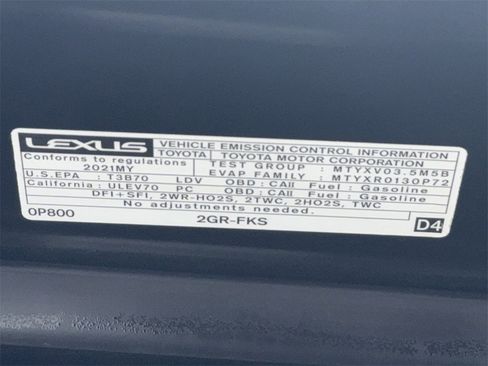 LEXUS VEHICLE EMISSION CONTROL INFORMATION
TOYOTA TOYOTA MOTOR CORPORATION
Conforms to regulations TEST GROUP : MTYXV03.5M5B
2021MY EVAP FAMILY : MTYXR0130P72
U.S.EPA : T3B70 LDV OBD : CAII Fuel : Gasoline
California : ULEV70 PC OBD : CAII Fuel : Gasoline
DFI+SFI, 2WR-HO2S, 2TWC, 2HO2S, TWC
No adjustments needed.
0P800 2GR-FKS D4